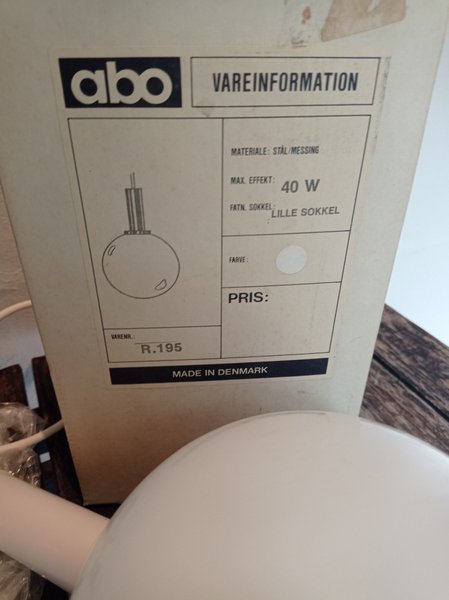 abo
VAREINFORMATION
MATERIALE: STÅL/MESSING
MAX. EFFEKT: 40 W
FATN. SOKKEL: LILLE SOKKEL
FARVE:
PRIS:
VARENR.:
R.195
MADE IN DENMARK